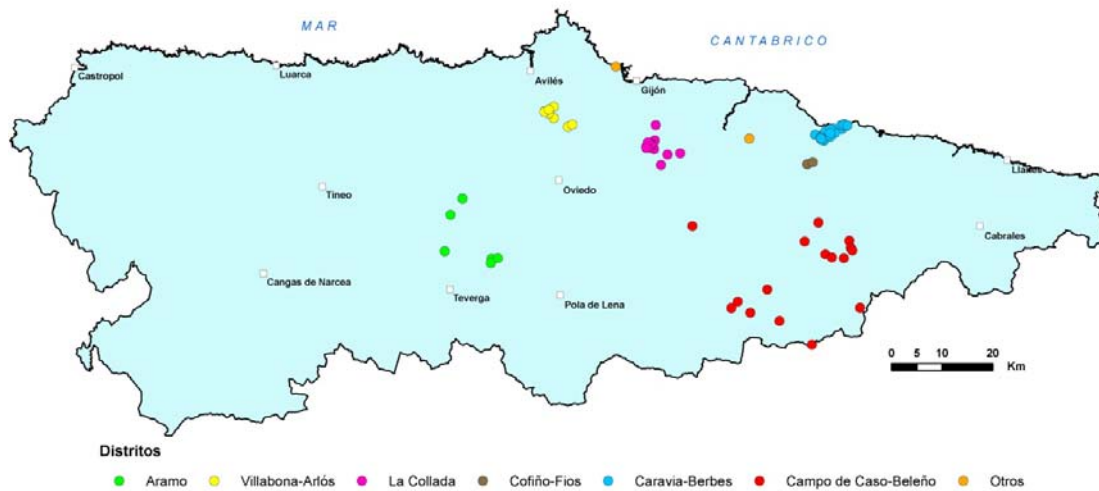 MAR
CANTABRICO
Castropol
Luarca
Avilés
Gijón
Llanes
Tineo
Oviedo
Cabrales
Cangas de Narcea
Teverga
Pola de Lena
0 5 10 20
Km
Distritos
Aramo Villabona-Arlós La Collada Cofiño-Fios Caravia-Berbes Campo de Caso-Beleño Otros